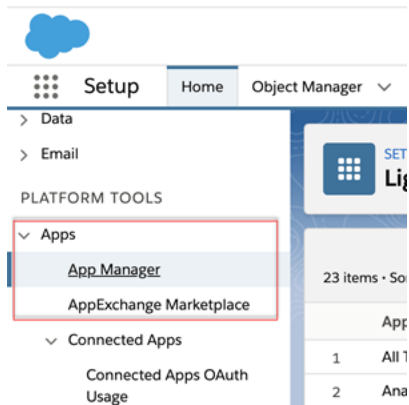 Setup
Home
Object Manager
Data
Email
PLATFORM TOOLS
Apps
App Manager
AppExchange Marketplace
Connected Apps
Connected Apps OAuth
Usage
SET
Lig
23 items • So
App
1 All
2 Ana